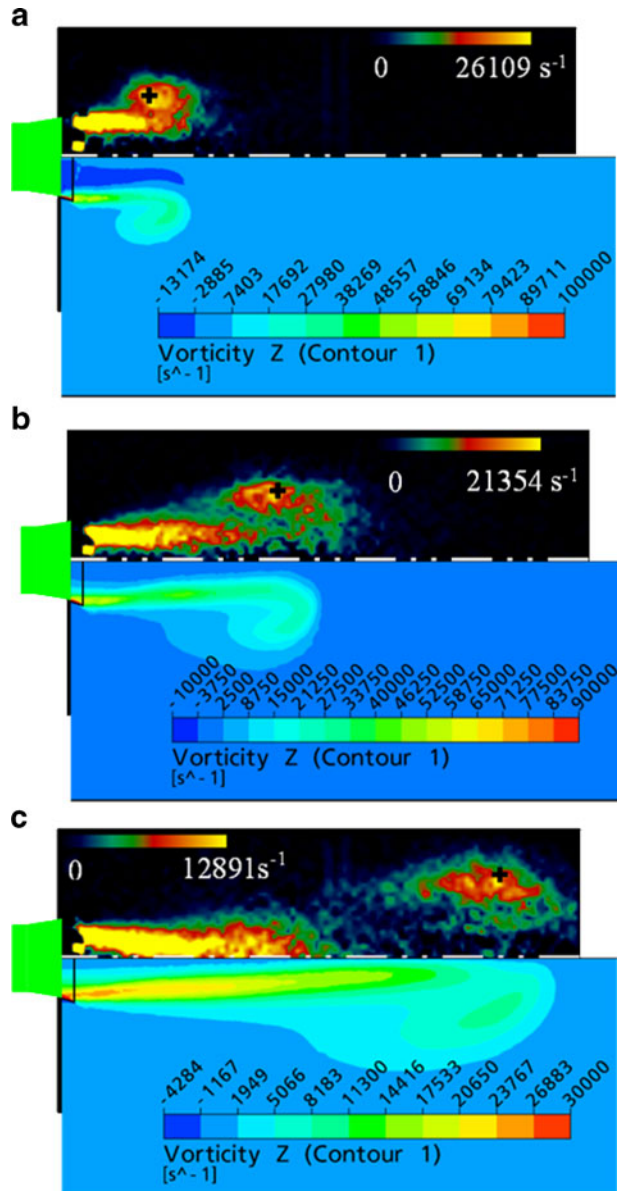 a
0 26109 s-1
-13174 -2885 7403 17692 27980 38269 48557 58846 69134 79423 89711 100000
Vorticity Z (Contour 1)
[s^-1]
b
0 21354 s-1
-10000 -3750 2500 8750 15000 21250 27500 33750 40000 46250 52500 58750 65000 71250 77500 83750 90000
Vorticity Z (Contour 1)
[s^-1]
c
0 12891s-1
-4284 -1167 1949 5066 8183 11300 14416 17533 20650 23767 26883 30000
Vorticity Z (Contour 1)
[s^-1]